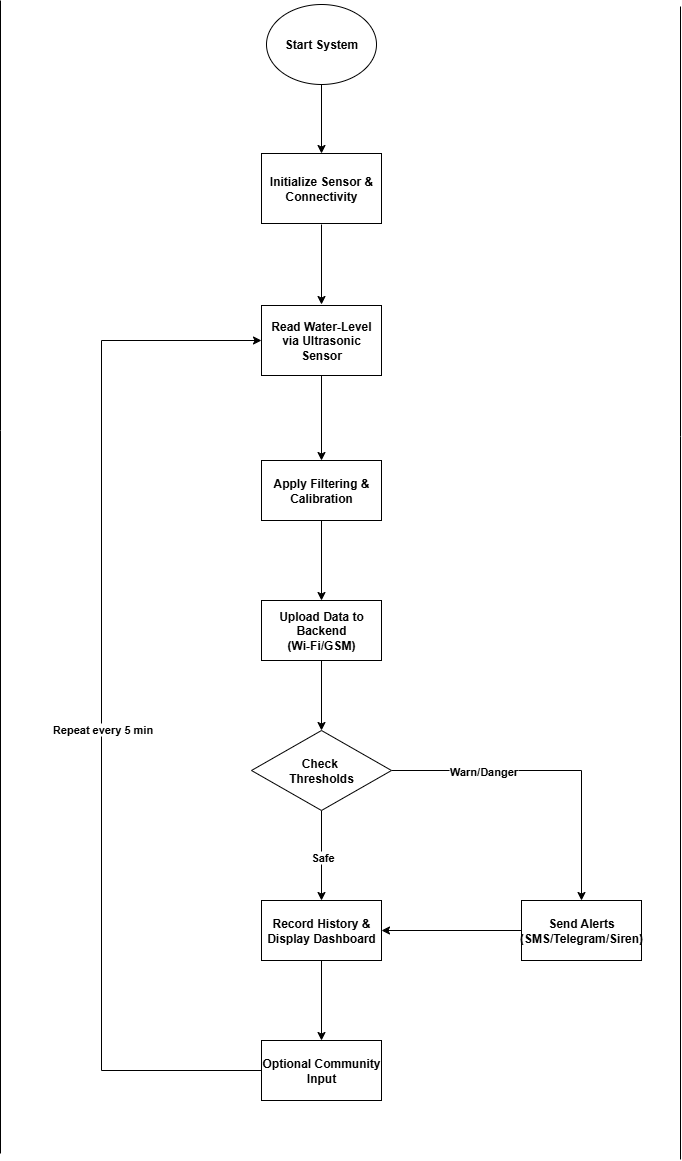 Start System
Initialize Sensor &
Connectivity
Read Water-Level
via Ultrasonic
Sensor
Apply Filtering &
Calibration
Upload Data to
Backend
(Wi-Fi/GSM)
Repeat every 5 min
Check
Thresholds
Warn/Danger
Safe
Record History &
Display Dashboard
Send Alerts
(SMS/Telegram/Siren)
Optional Community
Input